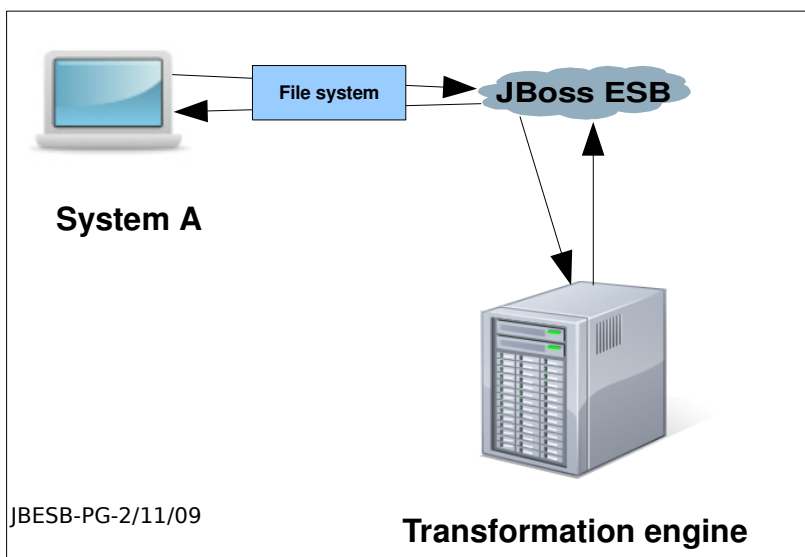 File system
JBoss ESB
System A
JBESB-PG-2/11/09
Transformation engine